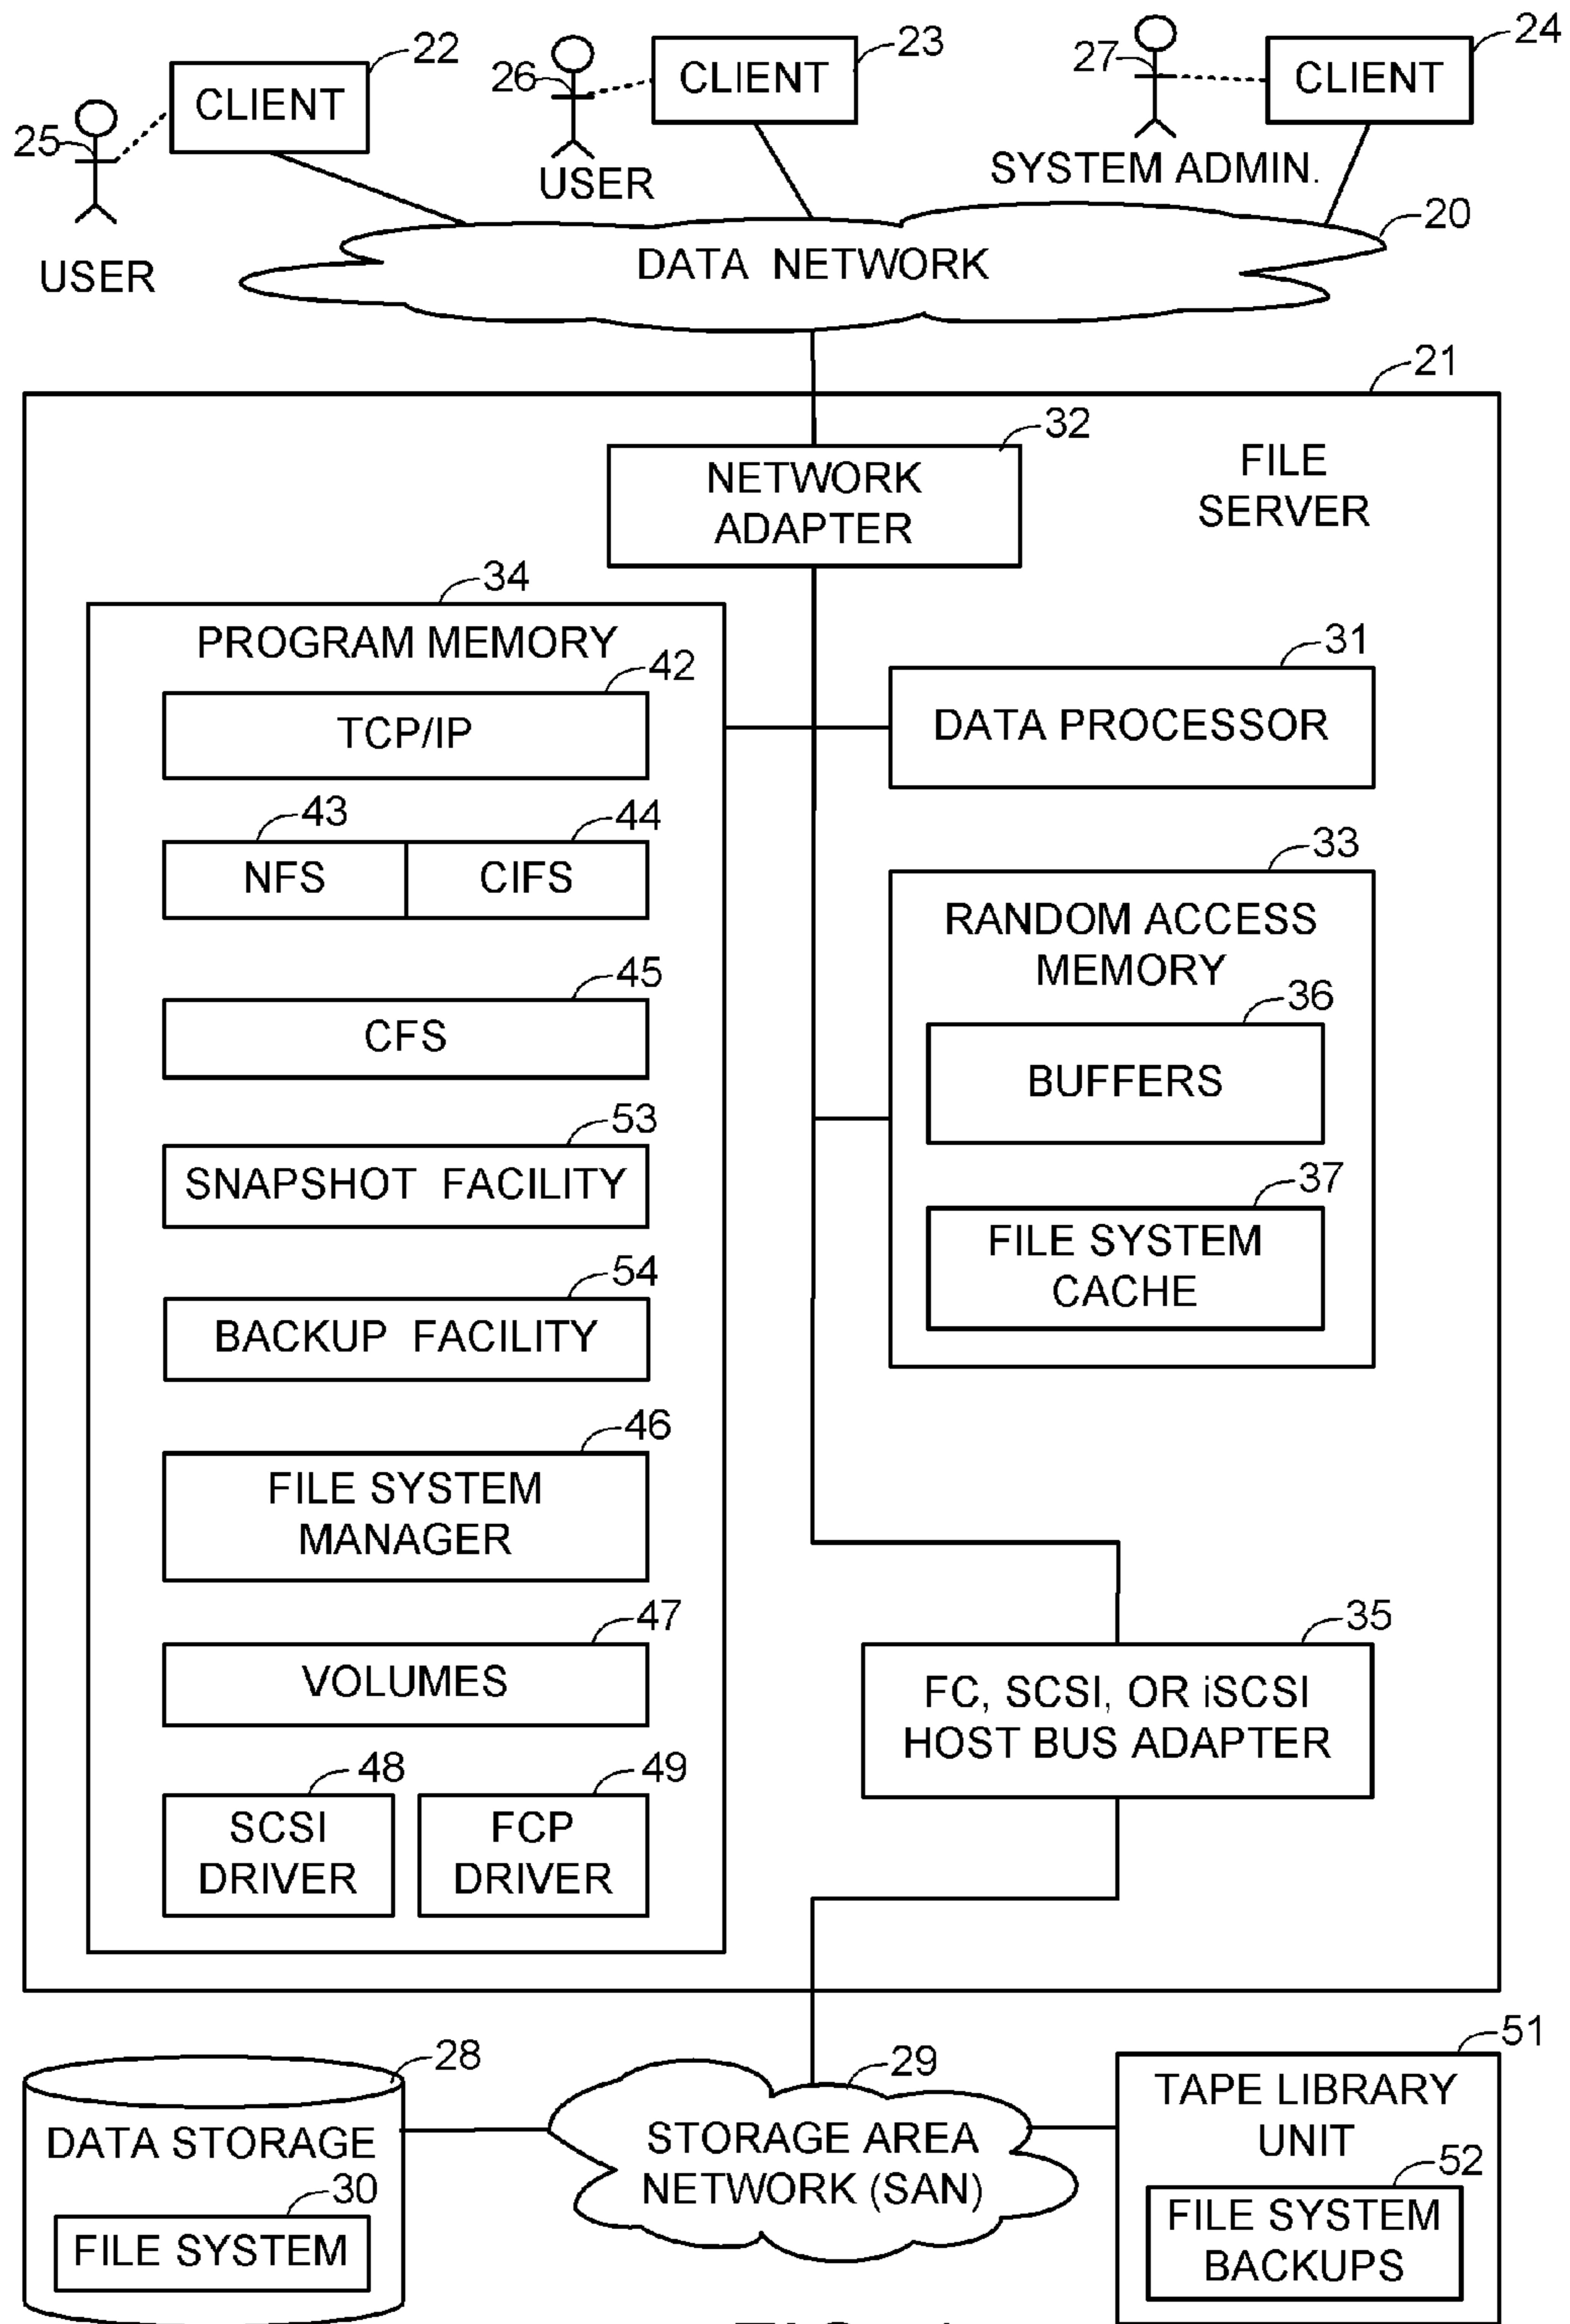 22
CLIENT
25
USER
26
USER
23
CLIENT
27
SYSTEM ADMIN.
24
CLIENT
20
DATA NETWORK
21
FILE
SERVER
32
NETWORK
ADAPTER
34
PROGRAM MEMORY
42
TCP/IP
43
NFS
44
CIFS
45
CFS
53
SNAPSHOT FACILITY
54
BACKUP FACILITY
46
FILE SYSTEM
MANAGER
47
VOLUMES
48
SCSI
DRIVER
49
FCP
DRIVER
31
DATA PROCESSOR
33
RANDOM ACCESS
MEMORY
36
BUFFERS
37
FILE SYSTEM
CACHE
35
FC, SCSI, OR iSCSI
HOST BUS ADAPTER
28
DATA STORAGE
30
FILE SYSTEM
29
STORAGE AREA
NETWORK (SAN)
51
TAPE LIBRARY
UNIT
52
FILE SYSTEM
BACKUPS